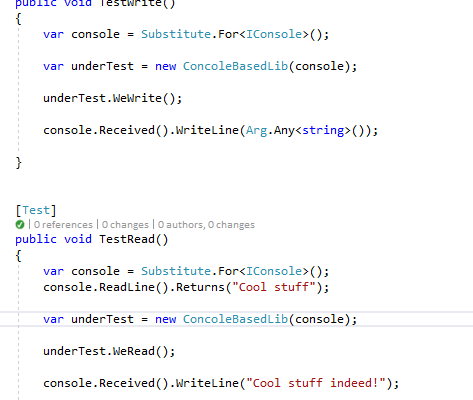 public void TestWrite()
{
var console = Substitute.For<IConsole>();
var underTest = new ConcoleBasedLib(console);
underTest.WeWrite();
console.Received().WriteLine(Arg.Any<string>());
}
[Test]
| 0 references | 0 changes | 0 authors, 0 changes
public void TestRead()
{
var console = Substitute.For<IConsole>();
console.ReadLine().Returns("Cool stuff");
var underTest = new ConcoleBasedLib(console);
underTest.WeRead();
console.Received().WriteLine("Cool stuff indeed!");